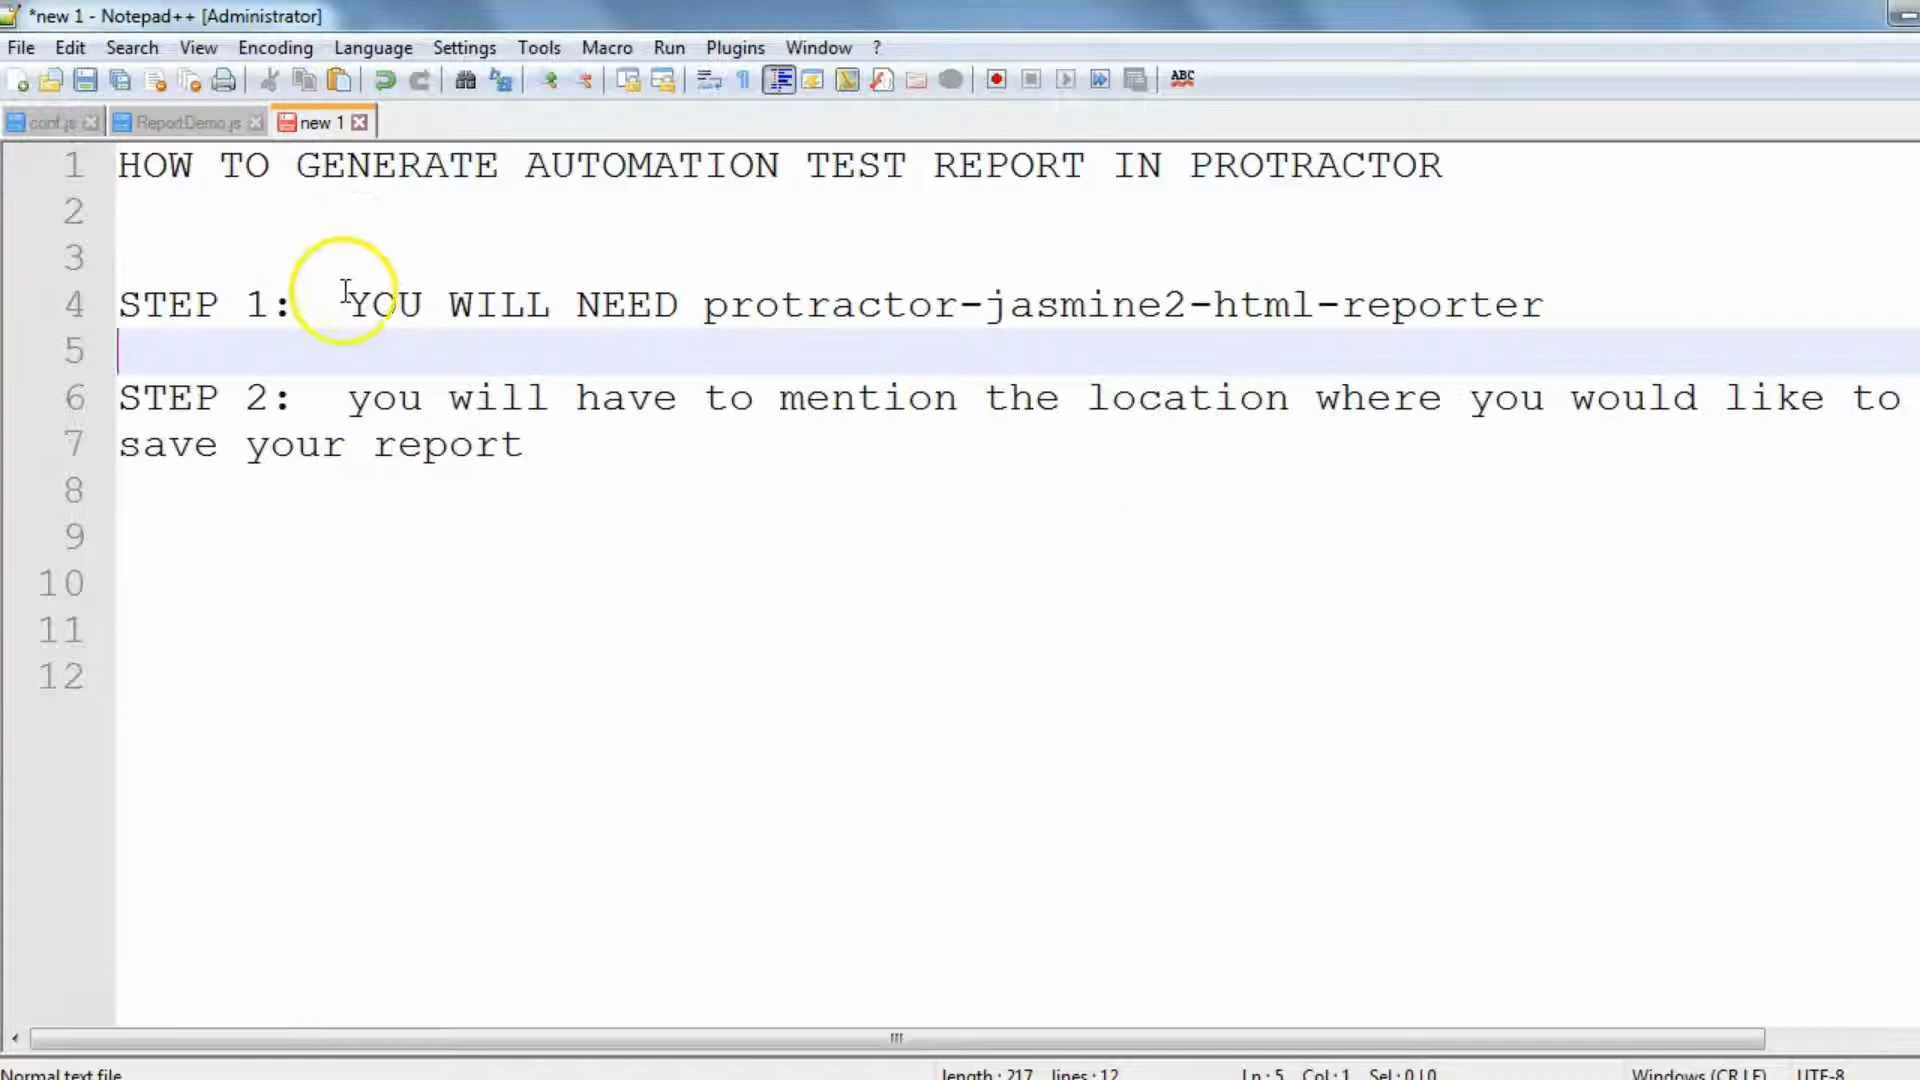 *new 1 - Notepad++ [Administrator]
File Edit Search View Encoding Language Settings Tools Macro Run Plugins Window ?
ABC
conf.js ReportDemo.js new 1
1 HOW TO GENERATE AUTOMATION TEST REPORT IN PROTRACTOR
2
3
4 STEP 1: YOU WILL NEED protractor-jasmine2-html-reporter
5
6 STEP 2: you will have to mention the location where you would like to
7 save your report
8
9
10
11
12
Normal text file length : 217 lines : 12 Ln : 5 Col : 1 Sel : 0 | 0 Windows (CR LF) UTF-8